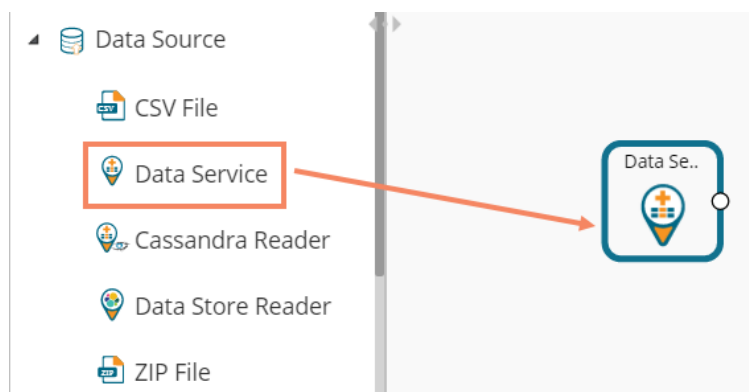 Data Source
CSV File
Data Service
Data Se..
Cassandra Reader
Data Store Reader
ZIP File